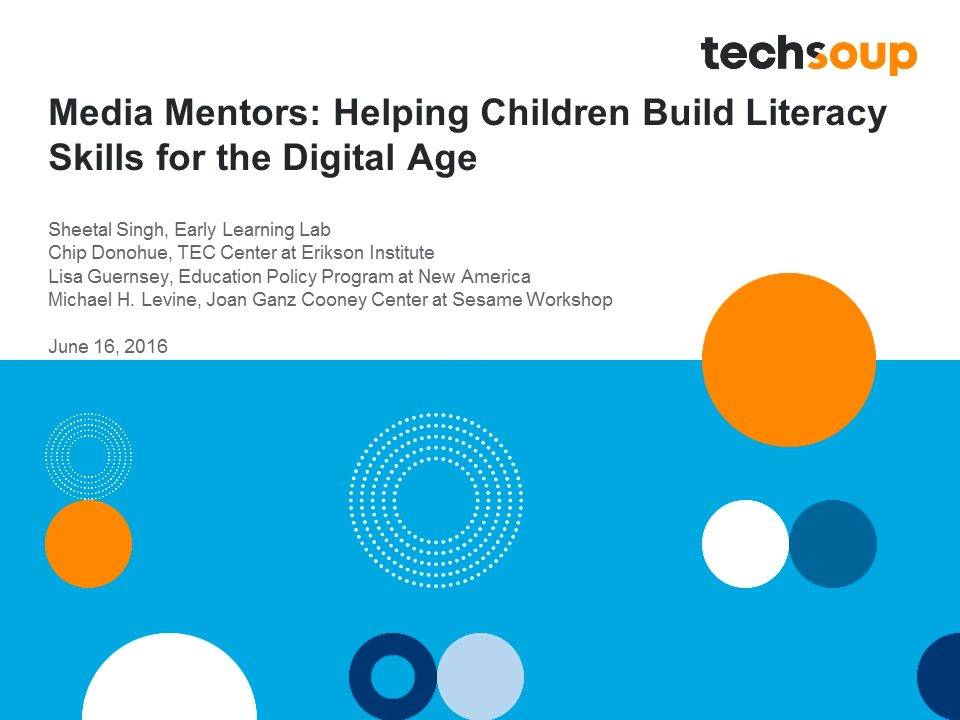 techsoup
Media Mentors: Helping Children Build Literacy
Skills for the Digital Age
Sheetal Singh, Early Learning Lab
Chip Donohue, TEC Center at Erikson Institute
Lisa Guernsey, Education Policy Program at New America
Michael H. Levine, Joan Ganz Cooney Center at Sesame Workshop
June 16, 2016